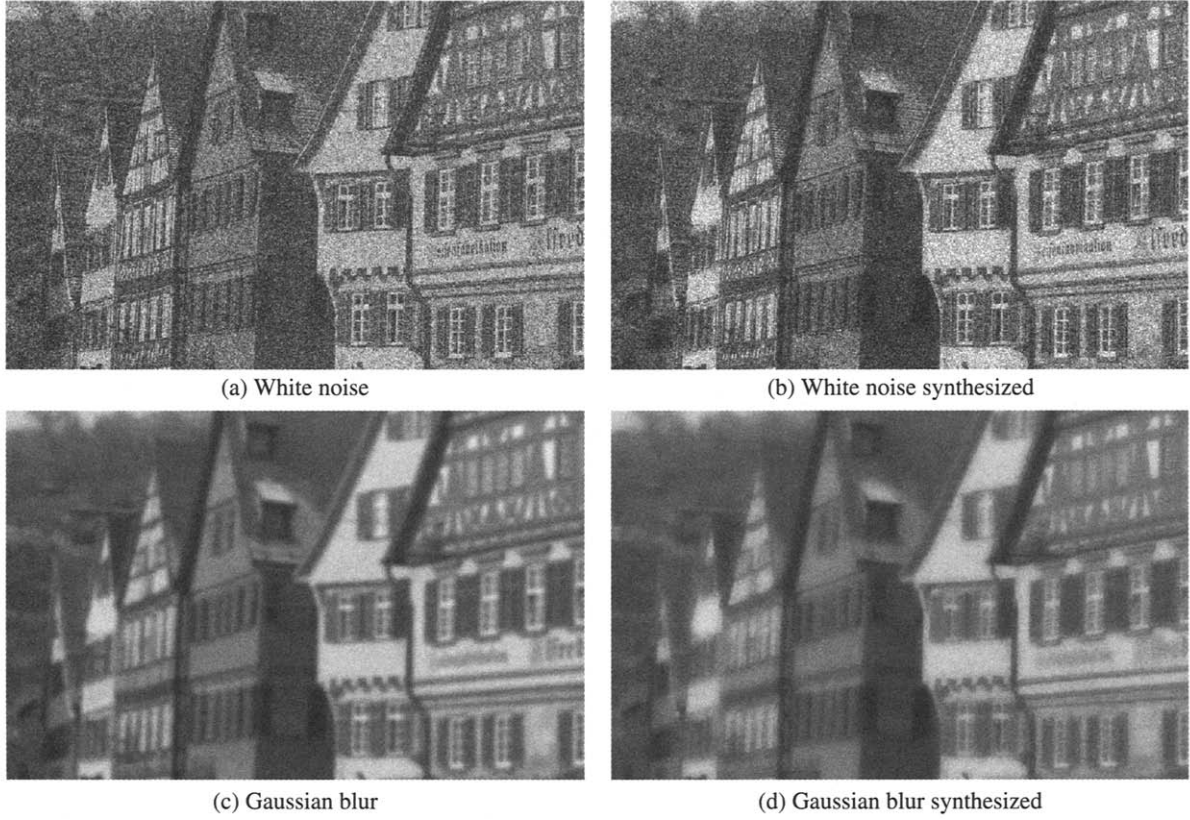 (a) White noise
(b) White noise synthesized
(c) Gaussian blur
(d) Gaussian blur synthesized